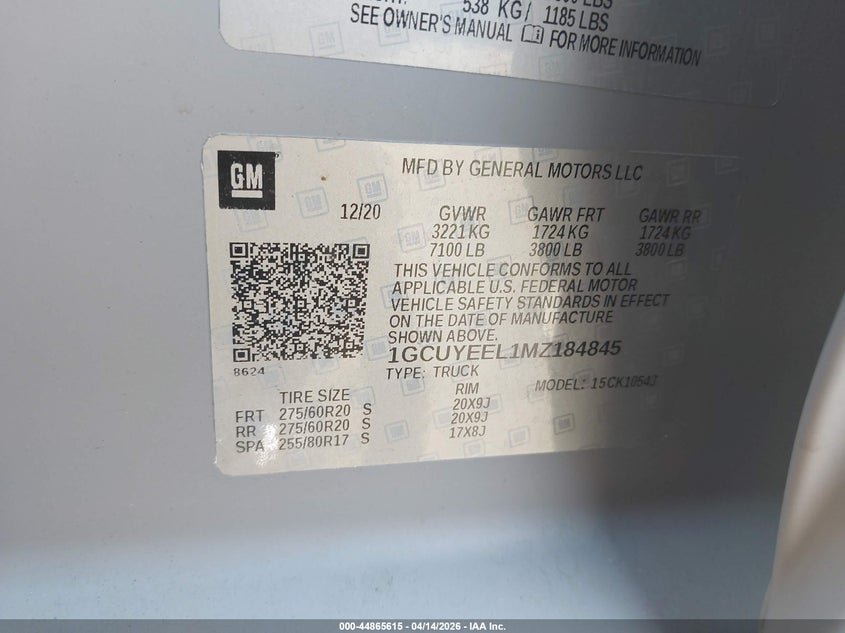 538 KG / 1185 LBS
SEE OWNER'S MANUAL FOR MORE INFORMATION
GM
MFD BY GENERAL MOTORS LLC
12/20 GVWR GAWR FRT GAWR RR
3221 KG 1724 KG 1724 KG
7100 LB 3800 LB 3800 LB
THIS VEHICLE CONFORMS TO ALL
APPLICABLE U.S. FEDERAL MOTOR
VEHICLE SAFETY STANDARDS IN EFFECT
ON THE DATE OF MANUFACTURE
SHOWN ABOVE.
1GCUYEEL1MZ184845
8624
TYPE: TRUCK MODEL: 15CK1054J
TIRE SIZE RIM
FRT 275/60R20 S 20X9J
RR 275/60R20 S 20X9J
SPA 255/80R17 S 17X8J
000-44865615 - 04/14/2026 - IAA Inc.